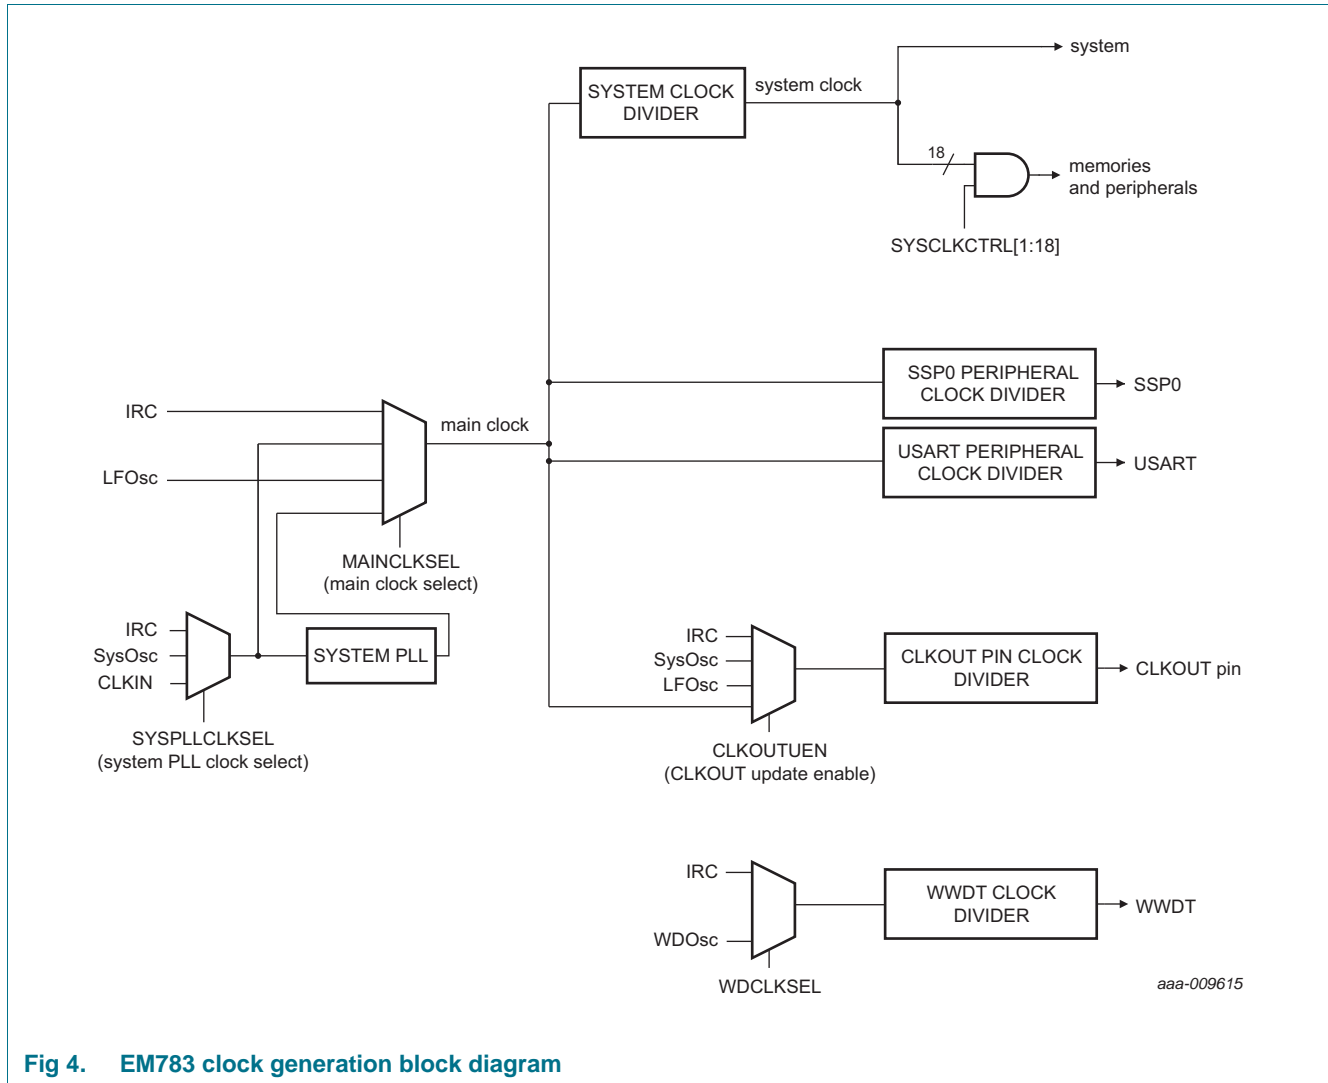 system
SYSTEM CLOCK
DIVIDER
system clock
18
memories
and peripherals
SYSCLKCTRL[1:18]
SSP0 PERIPHERAL
CLOCK DIVIDER
SSP0
IRC
main clock
USART PERIPHERAL
CLOCK DIVIDER
USART
LFOsc
MAINCLKSEL
(main clock select)
IRC
SysOsc
CLKIN
SYSTEM PLL
SYSPLLCLKSEL
(system PLL clock select)
IRC
SysOsc
LFOsc
CLKOUT PIN CLOCK
DIVIDER
CLKOUT pin
CLKOUTUEN
(CLKOUT update enable)
IRC
WDOsc
WWDT CLOCK
DIVIDER
WWDT
WDCLKSEL
aaa-009615
Fig 4. EM783 clock generation block diagram